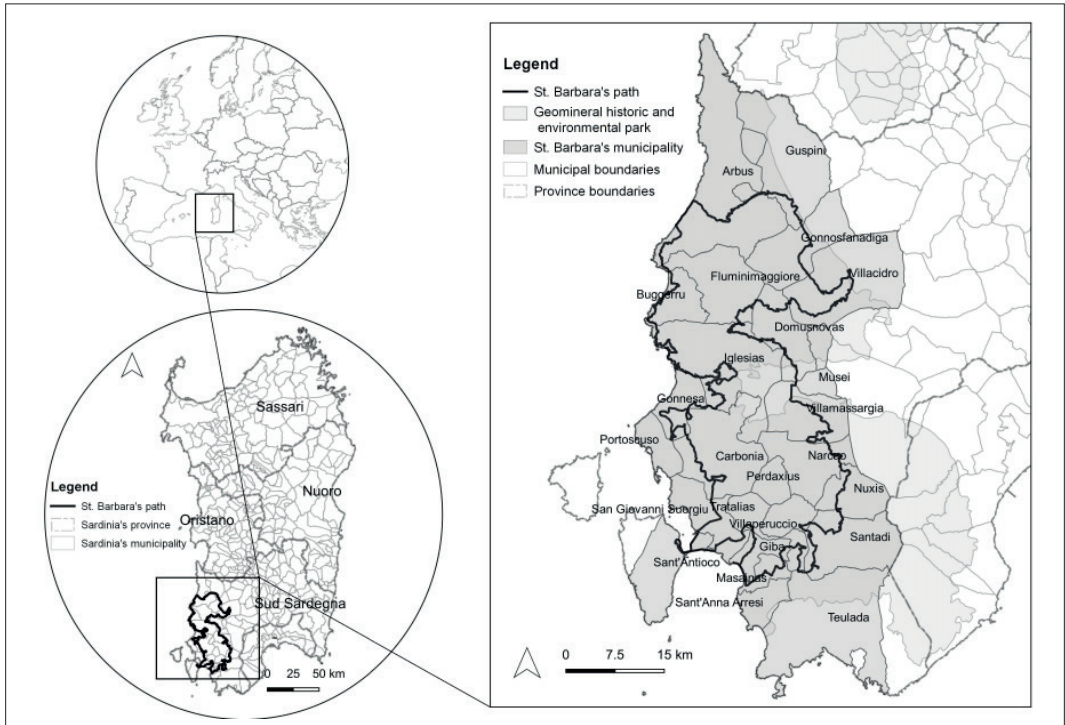 Sassari
Nuoro
Oristano
Sud Sardegna
Legend
St. Barbara's path
Sardinia's province
Sardinia's municipality
0 25 50 km
Legend
St. Barbara's path
Geomineral historic and
environmental park
St. Barbara's municipality
Municipal boundaries
Province boundaries
Guspini
Arbus
Gonnosfanadiga
Villacidro
Fluminimaggiore
Buggerru
Domusnovas
Iglesias
Musei
Gonnesa
Villamassargia
Portoscuso
Carbonia
Narcao
Perdaxius
Nuxis
San Giovanni Suergiu
Tratalias
Villaperuccio
Santadi
Giba
Sant'Antioco
Masainas
Sant'Anna Arresi
Teulada
0 7.5 15 km